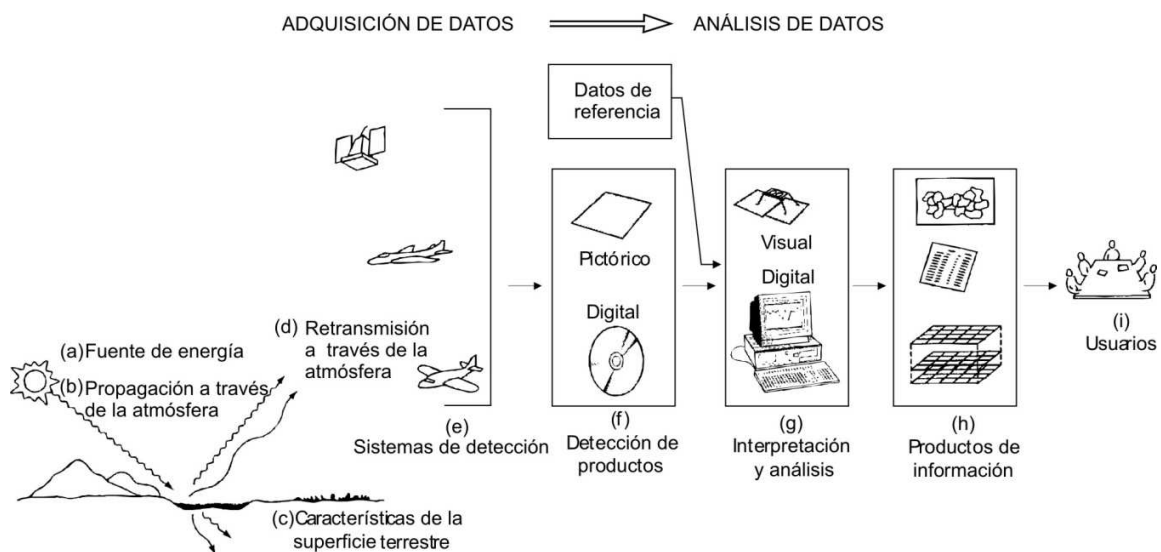 ADQUISICIÓN DE DATOS
ANÁLISIS DE DATOS
Datos de
referencia
Pictórico
Digital
Visual
Digital
(a) Fuente de energía
(b) Propagación a través
de la atmósfera
(c) Características de la
superficie terrestre
(d) Retransmisión
a través de la
atmósfera
(e)
Sistemas de detección
(f)
Detección de
productos
(g)
Interpretación
y análisis
(h)
Productos de
información
(i)
Usuarios